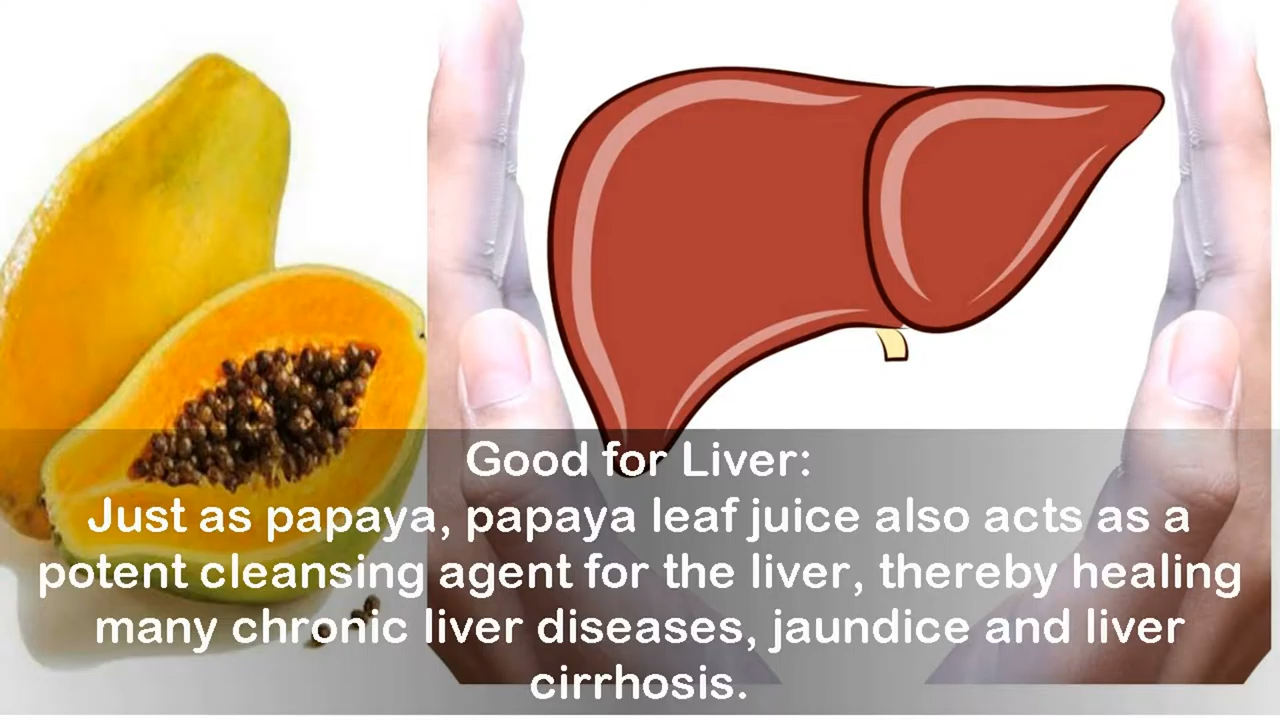 Good for Liver:
Just as papaya, papaya leaf juice also acts as a
potent cleansing agent for the liver, thereby healing
many chronic liver diseases, jaundice and liver
cirrhosis.